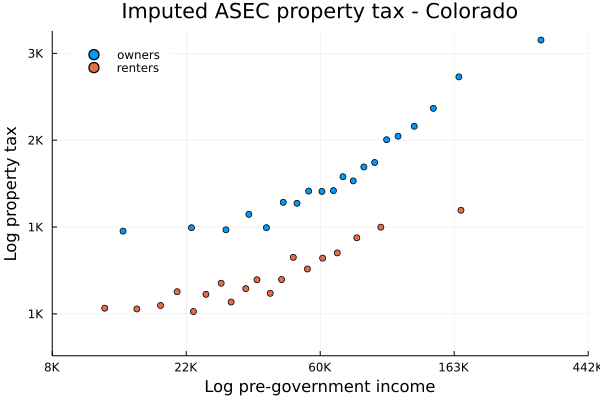 Imputed ASEC property tax - Colorado
owners
renters
3K
2K
1K
1K
Log property tax
8K
22K
60K
163K
442K
Log pre-government income